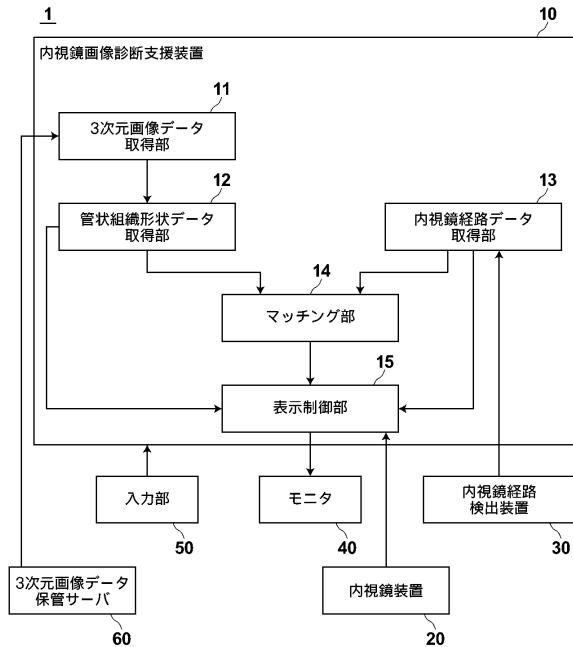 1
10
内視鏡画像診断支援装置
11
3次元画像データ
取得部
12
管状組織形状データ
取得部
13
内視鏡経路データ
取得部
14
マッチング部
15
表示制御部
入力部
50
モニタ
40
内視鏡経路
検出装置
30
3次元画像データ
保管サーバ
60
内視鏡装置
20